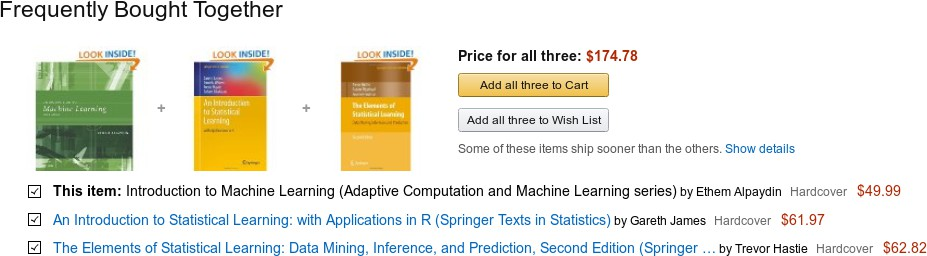 Frequently Bought Together
LOOK INSIDE!
LOOK INSIDE!
LOOK INSIDE!
Machine Learning
An Introduction
to Statistical
Learning
The Elements of
Statistical Learning
+
+
Price for all three: $174.78
Add all three to Cart
Add all three to Wish List
Some of these items ship sooner than the others. Show details
This item: Introduction to Machine Learning (Adaptive Computation and Machine Learning series) by Ethem Alpaydin Hardcover $49.99
An Introduction to Statistical Learning: with Applications in R (Springer Texts in Statistics) by Gareth James Hardcover $61.97
The Elements of Statistical Learning: Data Mining, Inference, and Prediction, Second Edition (Springer ... by Trevor Hastie Hardcover $62.82